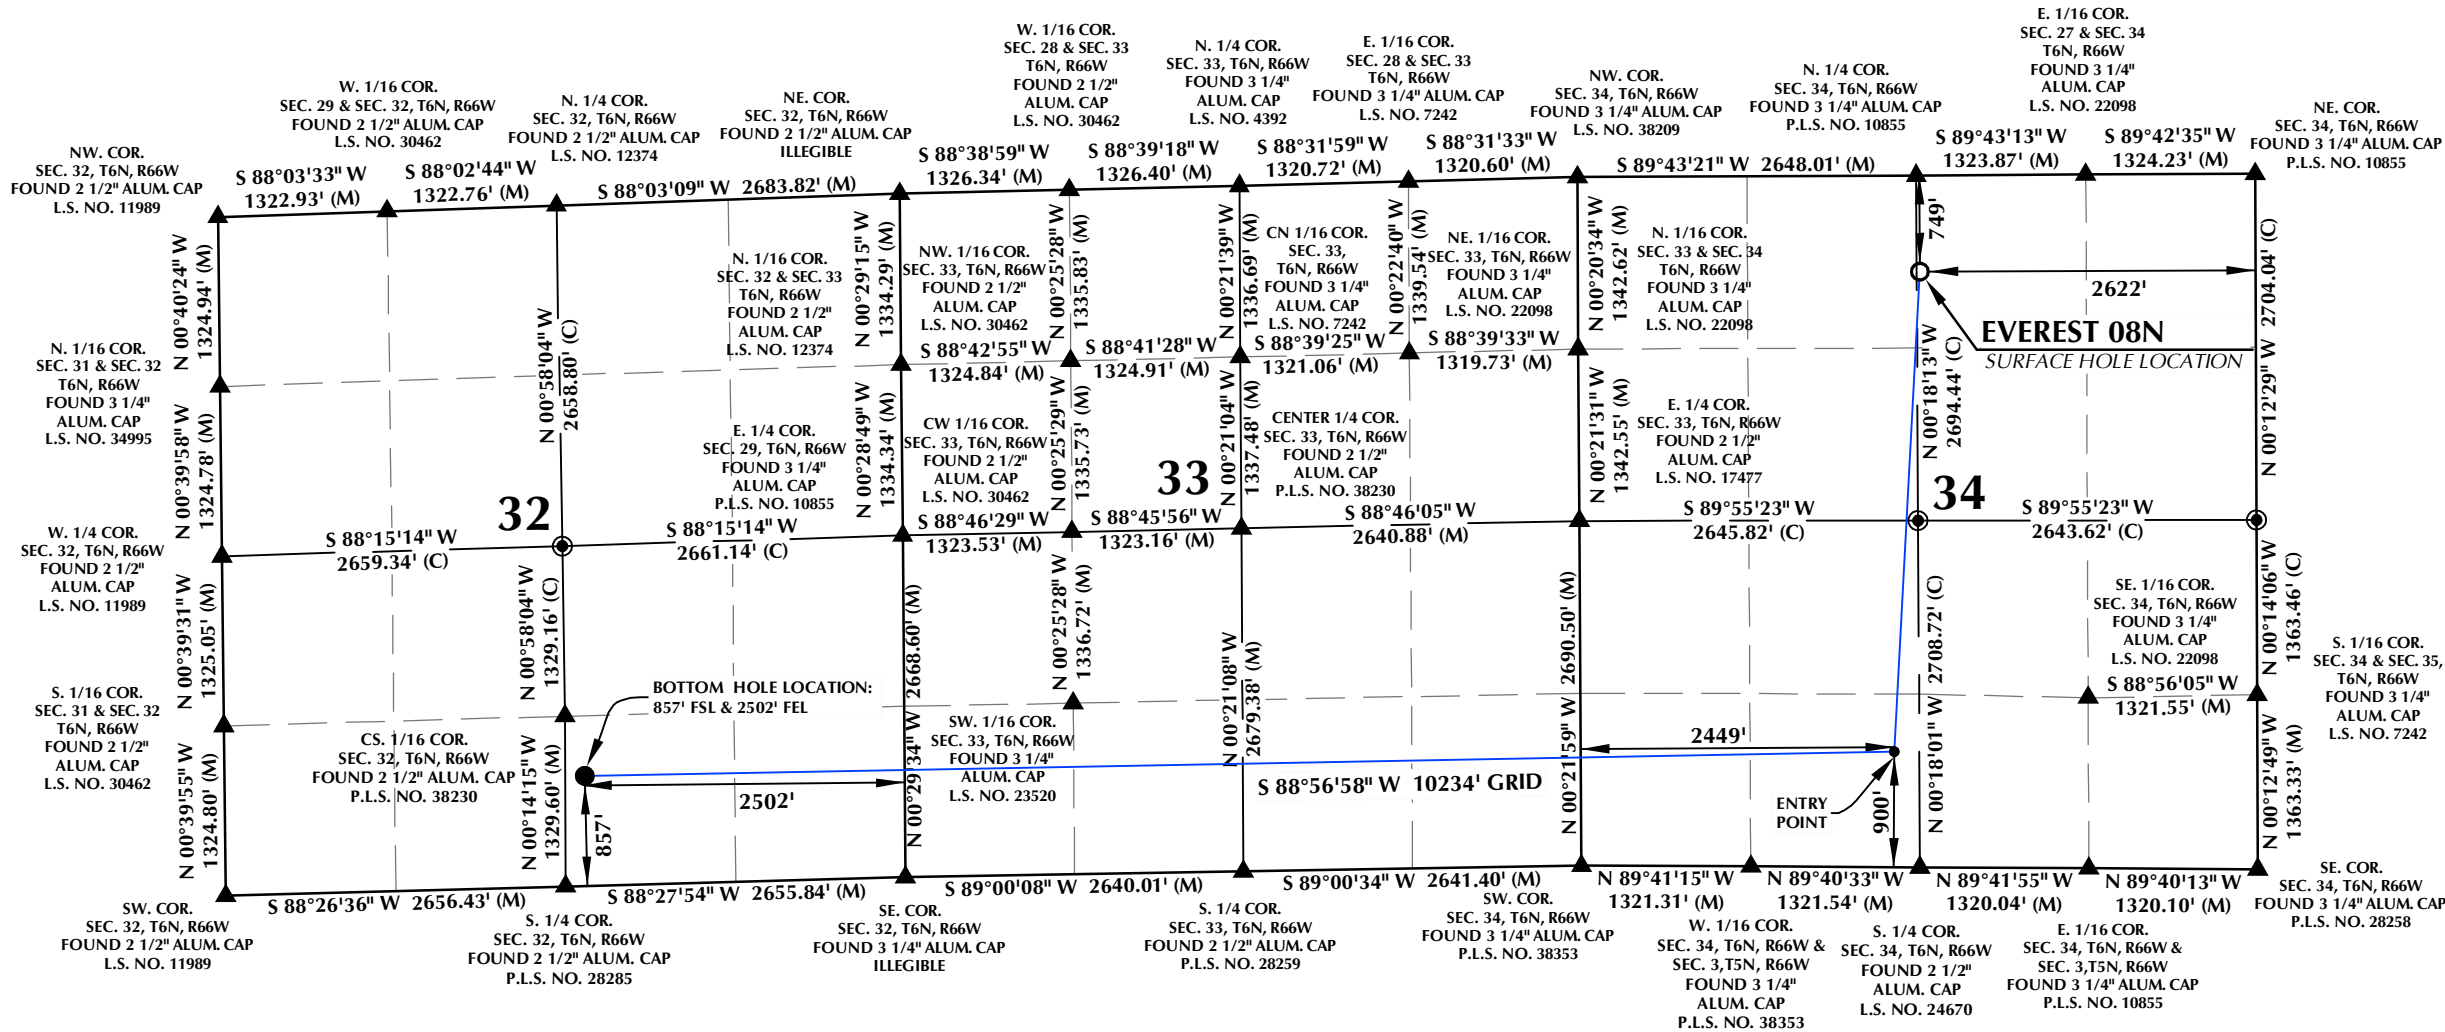 NW. COR.
SEC. 32, T6N, R66W
FOUND 2 1/2" ALUM. CAP
L.S. NO. 11989
W. 1/16 COR.
SEC. 29 & SEC. 32, T6N, R66W
FOUND 2 1/2" ALUM. CAP
L.S. NO. 30462
N. 1/4 COR.
SEC. 32, T6N, R66W
FOUND 2 1/2" ALUM. CAP
L.S. NO. 12374
NE. COR.
SEC. 32, T6N, R66W
FOUND 2 1/2" ALUM. CAP
ILLEGIBLE
W. 1/16 COR.
SEC. 28 & SEC. 33
T6N, R66W
FOUND 2 1/2"
ALUM. CAP
L.S. NO. 30462
N. 1/4 COR.
SEC. 33, T6N, R66W
FOUND 3 1/4"
ALUM. CAP
L.S. NO. 4392
E. 1/16 COR.
SEC. 28 & SEC. 33
T6N, R66W
FOUND 3 1/4" ALUM. CAP
L.S. NO. 7242
NW. COR.
SEC. 34, T6N, R66W
FOUND 3 1/4" ALUM. CAP
L.S. NO. 38209
N. 1/4 COR.
SEC. 34, T6N, R66W
FOUND 3 1/4" ALUM. CAP
P.L.S. NO. 10855
E. 1/16 COR.
SEC. 27 & SEC. 34
T6N, R66W
FOUND 3 1/4"
ALUM. CAP
L.S. NO. 22098
NE. COR.
SEC. 34, T6N, R66W
FOUND 3 1/4" ALUM. CAP
P.L.S. NO. 10855
S 88°03'33" W
1322.93' (M)
S 88°02'44" W
1322.76' (M)
S 88°03'09" W 2683.82' (M)
S 88°38'59" W
1326.34' (M)
S 88°39'18" W
1326.40' (M)
S 88°31'59" W
1320.72' (M)
S 88°31'33" W
1320.60' (M)
S 89°43'21" W 2648.01' (M)
S 89°43'13" W
1323.87' (M)
S 89°42'35" W
1324.23' (M)
N 00°40'24" W
1324.94' (M)
N 00°58'04" W
2658.80' (C)
N. 1/16 COR.
SEC. 32 & SEC. 33
T6N, R66W
FOUND 2 1/2"
ALUM. CAP
L.S. NO. 12374
N 00°29'15" W
1334.29' (M)
NW. 1/16 COR.
SEC. 33, T6N, R66W
FOUND 2 1/2"
ALUM. CAP
L.S. NO. 30462
N 00°25'28" W
1335.83' (M)
N 00°21'39" W
1336.69' (M)
CN 1/16 COR.
SEC. 33,
T6N, R66W
FOUND 3 1/4"
ALUM. CAP
L.S. NO. 7242
N 00°22'40" W
1339.54' (M)
NE. 1/16 COR.
SEC. 33, T6N, R66W
FOUND 3 1/4"
ALUM. CAP
L.S. NO. 22098
N 00°20'34" W
1342.62' (M)
N. 1/16 COR.
SEC. 33 & SEC. 34
T6N, R66W
FOUND 3 1/4"
ALUM. CAP
L.S. NO. 22098
749'
2622'
EVEREST 08N
SURFACE HOLE LOCATION
N 00°18'13" W
2694.44' (C)
N 00°12'29" W 2704.04' (C)
N. 1/16 COR.
SEC. 31 & SEC. 32
T6N, R66W
FOUND 3 1/4"
ALUM. CAP
L.S. NO. 34995
S 88°42'55" W
1324.84' (M)
S 88°41'28" W
1324.91' (M)
S 88°39'25" W
1321.06' (M)
S 88°39'33" W
1319.73' (M)
N 00°39'58" W
1324.78' (M)
E. 1/4 COR.
SEC. 29, T6N, R66W
FOUND 3 1/4"
ALUM. CAP
P.L.S. NO. 10855
N 00°28'49" W
1334.34' (M)
CW 1/16 COR.
SEC. 33, T6N, R66W
FOUND 2 1/2"
ALUM. CAP
L.S. NO. 30462
N 00°25'29" W
1335.73' (M)
33
N 00°21'04" W
1337.48' (M)
CENTER 1/4 COR.
SEC. 33, T6N, R66W
FOUND 2 1/2"
ALUM. CAP
P.L.S. NO. 38230
N 00°21'31" W
1342.55' (M)
E. 1/4 COR.
SEC. 33, T6N, R66W
FOUND 2 1/2"
ALUM. CAP
L.S. NO. 17477
32
34
W. 1/4 COR.
SEC. 32, T6N, R66W
FOUND 2 1/2"
ALUM. CAP
L.S. NO. 11989
S 88°15'14" W
2659.34' (C)
S 88°15'14" W
2661.14' (C)
S 88°46'29" W
1323.53' (M)
S 88°45'56" W
1323.16' (M)
S 88°46'05" W
2640.88' (M)
S 89°55'23" W
2645.82' (C)
S 89°55'23" W
2643.62' (C)
N 00°39'31" W
1325.05' (M)
N 00°58'04" W
1329.16' (C)
N 00°29'34" W 2668.60' (M)
N 00°25'28" W
1336.72' (M)
N 00°21'08" W
2679.38' (M)
N 00°21'59" W 2690.50' (M)
N 00°18'01" W 2708.72' (C)
SE. 1/16 COR.
SEC. 34, T6N, R66W
FOUND 3 1/4"
ALUM. CAP
L.S. NO. 22098
N 00°14'06" W
1363.46' (C)
S. 1/16 COR.
SEC. 34 & SEC. 35,
T6N, R66W
FOUND 3 1/4"
ALUM. CAP
L.S. NO. 7242
S 88°56'05" W
1321.55' (M)
S. 1/16 COR.
SEC. 31 & SEC. 32
T6N, R66W
FOUND 2 1/2"
ALUM. CAP
L.S. NO. 30462
BOTTOM HOLE LOCATION:
857' FSL & 2502' FEL
CS. 1/16 COR.
SEC. 32, T6N, R66W
FOUND 2 1/2" ALUM. CAP
P.L.S. NO. 38230
SW. 1/16 COR.
SEC. 33, T6N, R66W
FOUND 3 1/4"
ALUM. CAP
L.S. NO. 23520
2449'
2502'
S 88°56'58" W 10234' GRID
ENTRY
POINT
900'
857'
N 00°39'55" W
1324.80' (M)
N 00°14'15" W
1329.60' (M)
N 00°12'49" W
1363.33' (M)
S 88°26'36" W 2656.43' (M)
S 88°27'54" W 2655.84' (M)
S 89°00'08" W 2640.01' (M)
S 89°00'34" W 2641.40' (M)
N 89°41'15" W
1321.31' (M)
N 89°40'33" W
1321.54' (M)
N 89°41'55" W
1320.04' (M)
N 89°40'13" W
1320.10' (M)
SW. COR.
SEC. 32, T6N, R66W
FOUND 2 1/2" ALUM. CAP
L.S. NO. 11989
S. 1/4 COR.
SEC. 32, T6N, R66W
FOUND 2 1/2" ALUM. CAP
P.L.S. NO. 28285
SE. COR.
SEC. 32, T6N, R66W
FOUND 3 1/4" ALUM. CAP
ILLEGIBLE
S. 1/4 COR.
SEC. 33, T6N, R66W
FOUND 2 1/2" ALUM. CAP
P.L.S. NO. 28259
SW. COR.
SEC. 34, T6N, R66W
FOUND 3 1/4" ALUM. CAP
P.L.S. NO. 38353
W. 1/16 COR.
SEC. 34, T6N, R66W &
SEC. 3,T5N, R66W
FOUND 3 1/4"
ALUM. CAP
P.L.S. NO. 38353
S. 1/4 COR.
SEC. 34, T6N, R66W
FOUND 2 1/2"
ALUM. CAP
L.S. NO. 24670
E. 1/16 COR.
SEC. 34, T6N, R66W &
SEC. 3,T5N, R66W
FOUND 3 1/4" ALUM. CAP
P.L.S. NO. 10855
SE. COR.
SEC. 34, T6N, R66W
FOUND 3 1/4" ALUM. CAP
P.L.S. NO. 28258